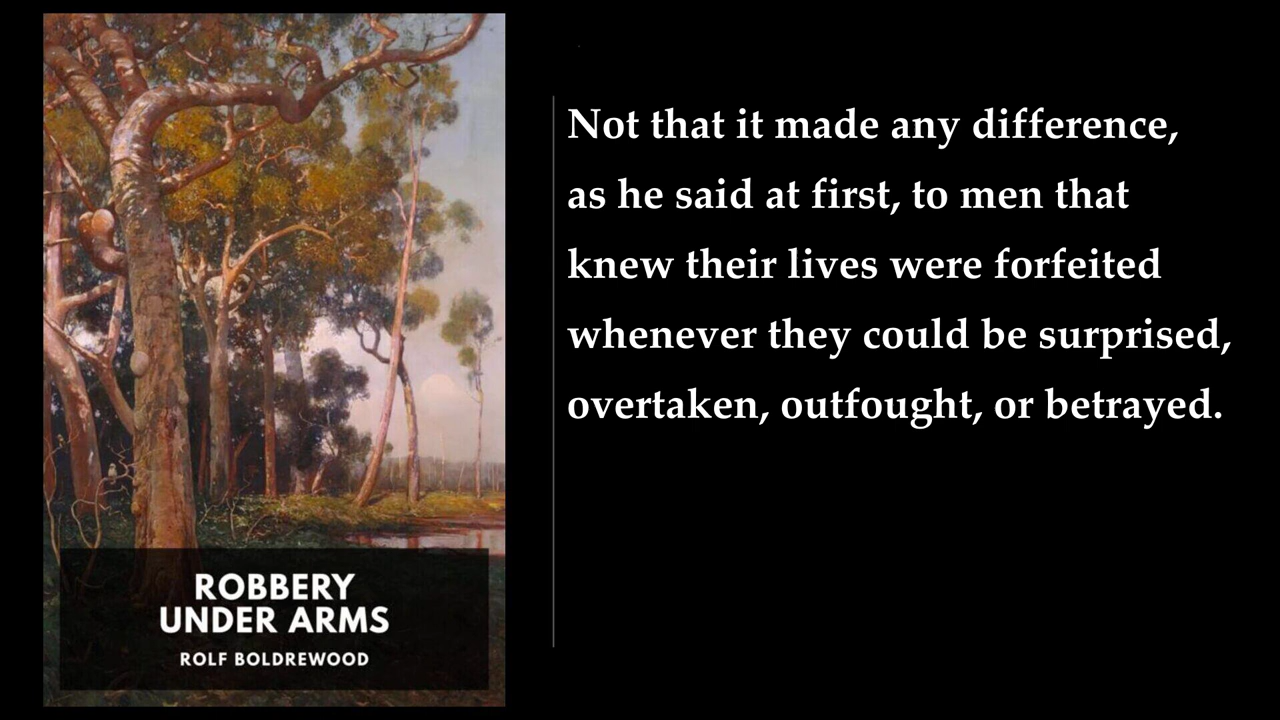 ROBBERY
UNDER ARMS
ROLF BOLDREWOOD
Not that it made any difference,
as he said at first, to men that
knew their lives were forfeited
whenever they could be surprised,
overtaken, outfought, or betrayed.